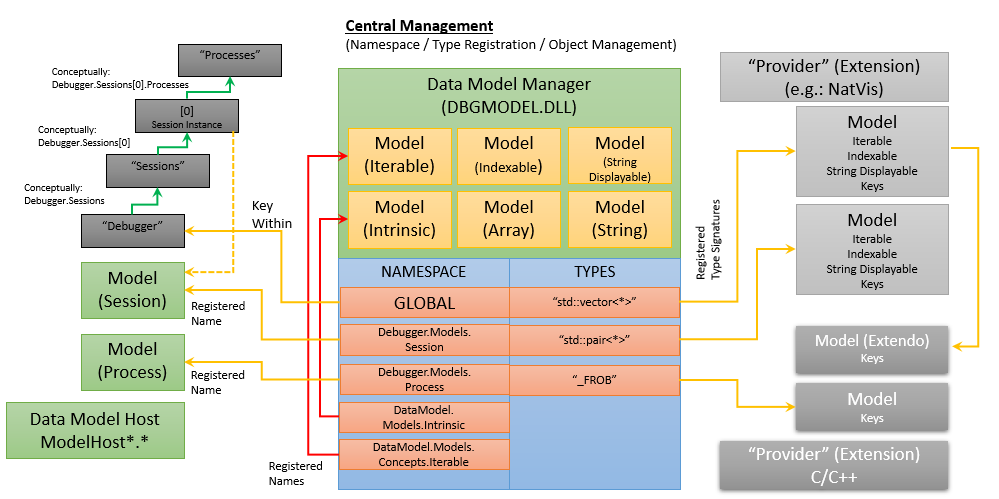 Central Management
(Namespace / Type Registration / Object Management)
"Processes"
Conceptually:
Debugger.Sessions[0].Processes
[0]
Session Instance
Conceptually:
Debugger.Sessions[0]
"Sessions"
Conceptually:
Debugger.Sessions
"Debugger"
Key
Within
Model
(Session)
Registered
Name
Model
(Process)
Registered
Name
Data Model Host
ModelHost*.*
Data Model Manager
(DBGMODEL.DLL)
Model
(Iterable)
Model
(Indexable)
Model
(String
Displayable)
Model
(Intrinsic)
Model
(Array)
Model
(String)
NAMESPACE
TYPES
GLOBAL
"std::vector<*>"
Debugger.Models.
Session
"std::pair<*>"
Debugger.Models.
Process
"_FROB"
DataModel.
Models.Intrinsic
DataModel.Models.
Concepts.Iterable
Registered
Names
Registered
Type Signatures
"Provider" (Extension)
(e.g.: NatVis)
Model
Iterable
Indexable
String Displayable
Keys
Model
Iterable
Indexable
String Displayable
Keys
Model (Extendo)
Keys
Model
Keys
"Provider" (Extension)
C/C++